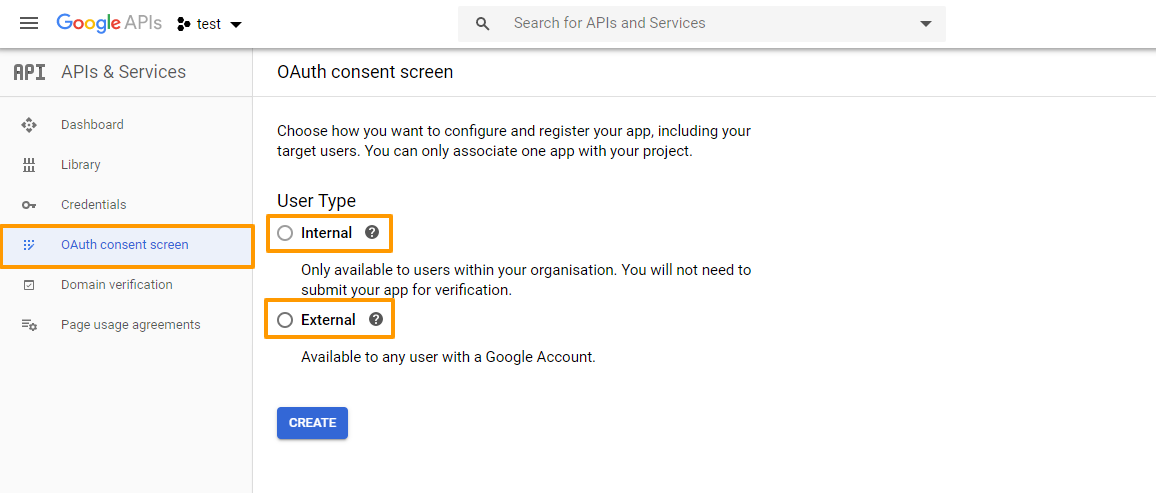 Google APIs
test
Search for APIs and Services
API APIs & Services
OAuth consent screen
Dashboard
Library
Credentials
OAuth consent screen
Domain verification
Page usage agreements
Choose how you want to configure and register your app, including your
target users. You can only associate one app with your project.
User Type
Internal
Only available to users within your organisation. You will not need to
submit your app for verification.
External
Available to any user with a Google Account.
CREATE